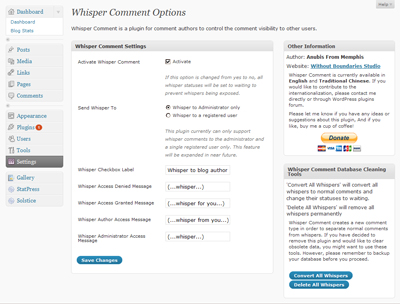 Help
Dashboard
Dashboard
Blog Stats
Posts
Media
Links
Pages
Comments
Appearance
Plugins
Users
Tools
Settings
Gallery
StatPress
Solstice
Whisper Comment Options
Whisper Comment is a plugin for comment authors to control the comment visibility to other users.
Whisper Comment Settings
Activate Whisper Comment
Activate
If this option is changed from yes to no, all
whisper statuses will be set to waiting to
prevent whispers being exposed.
Send Whisper To
Whisper to Administrator only
Whisper to a registered user
This plugin currently can only support
whisper comments to the administrator and
a single registered user only. This feature
will be expanded in near future.
Whisper Checkbox Label
Whisper to blog author
Whisper Access Denied Message
(...whisper...)
Whisper Access Granted Message
(...whisper for you...)
Whisper Author Access Message
(...whisper from you...)
Whisper Administrator Access
Message
(...whisper...)
Save Changes
Other Information
Author: Anubis From Memphis
Website: Without Boundaries Studio
Whisper Comment is currently available in
English and Traditional Chinese. If you
would like to contribute to the
internationalization, please contact me
directly or through WordPress plugins
forum.
Please let me know if you have any ideas or
suggestions about this plugin. And if you
like, buy me a cup of coffee!
Donate
Whisper Comment Database Cleaning
Tools
'Convert All Whispers' will convert all
whispers to normal comments and
change their statuses to waiting.
'Delete All Whispers' will remove all
whispers permanently
Whisper Comment creates a new comment
type in order to separate normal comments
from whispers. If you have decided to
remove this plugin and would like to clear
obsolete data, you might want to use these
tools. However, please remember to backup
your database before you proceed.
Convert All Whispers
Delete All Whispers